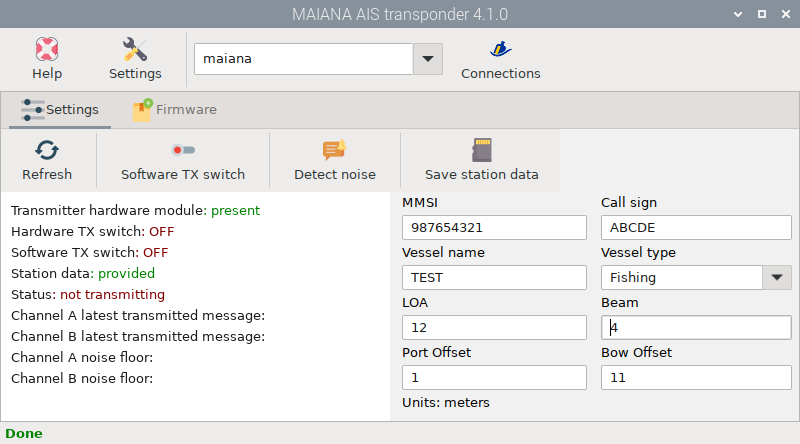 MAIANA AIS transponder 4.1.0
Help
Settings
maiana
Connections
Settings
Firmware
Refresh
Software TX switch
Detect noise
Save station data
Transmitter hardware module: present
Hardware TX switch: OFF
Software TX switch: OFF
Station data: provided
Status: not transmitting
Channel A latest transmitted message:
Channel B latest transmitted message:
Channel A noise floor:
Channel B noise floor:
MMSI
Call sign
987654321
ABCDE
Vessel name
Vessel type
TEST
Fishing
LOA
Beam
12
4
Port Offset
Bow Offset
1
11
Units: meters
Done